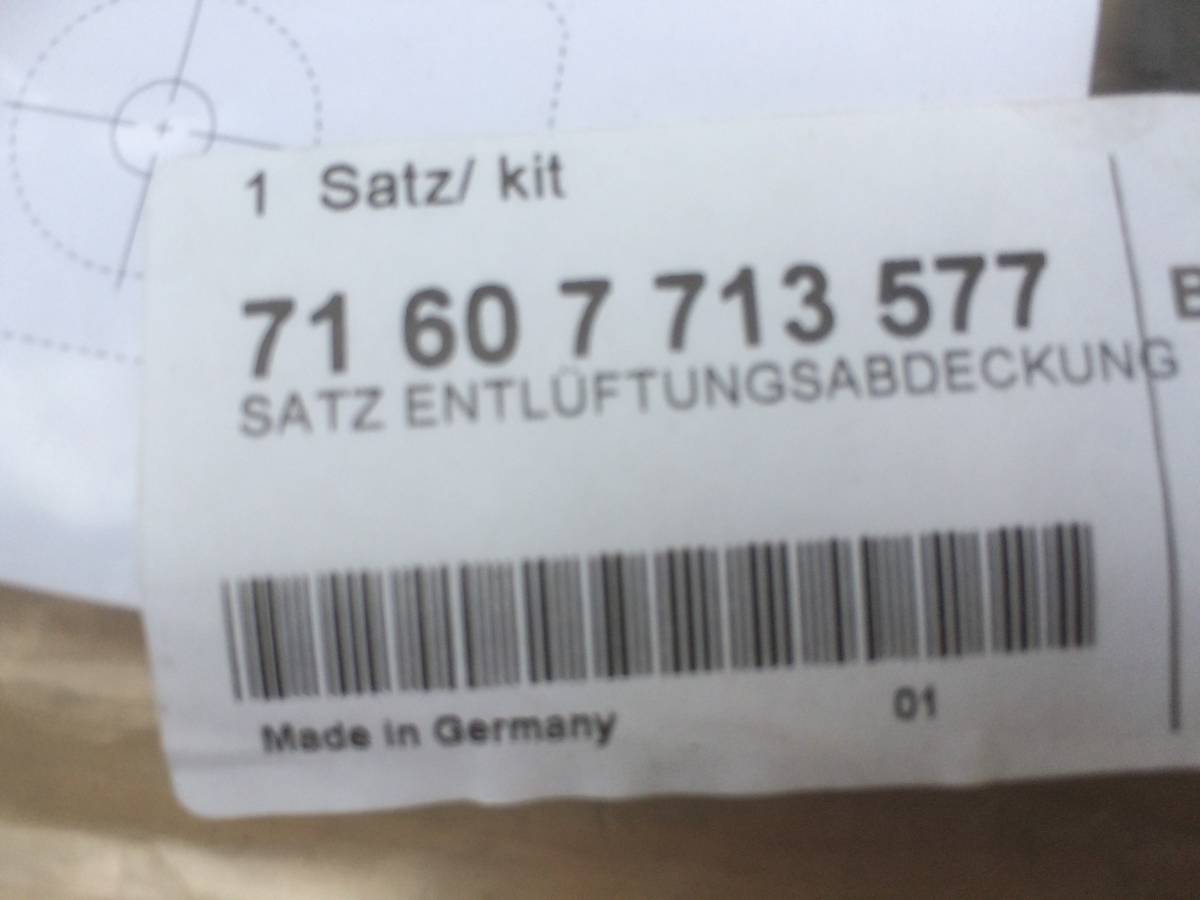 1 Satz/ kit
71 60 7 713 577
SATZ ENTLÜFTUNGSABDECKUNG
Made in Germany
01